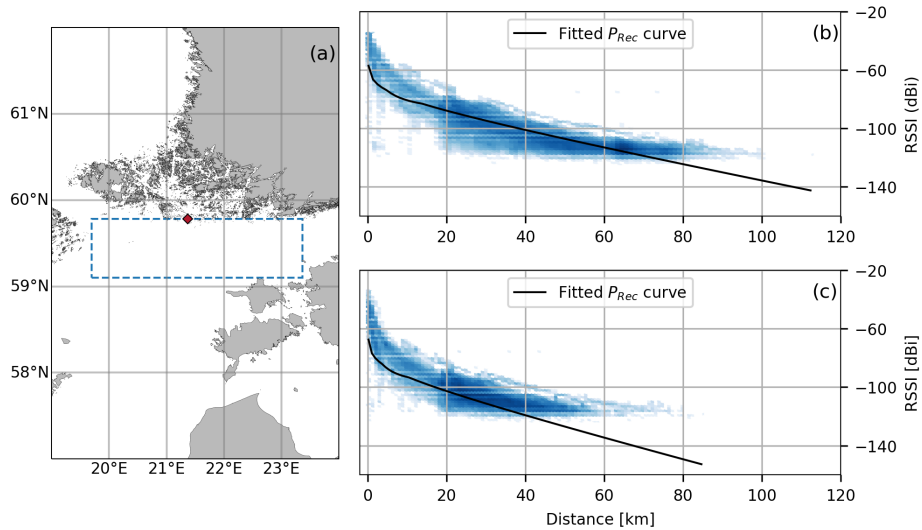 (a)
61°N
60°N
59°N
58°N
20°E 21°E 22°E 23°E
Fitted P_Rec curve
(b)
−20
−60
−100
−140
RSSI (dBi)
0 20 40 60 80 100 120
Fitted P_Rec curve
(c)
−20
−60
−100
−140
RSSI [dBi]
0 20 40 60 80 100 120
Distance [km]